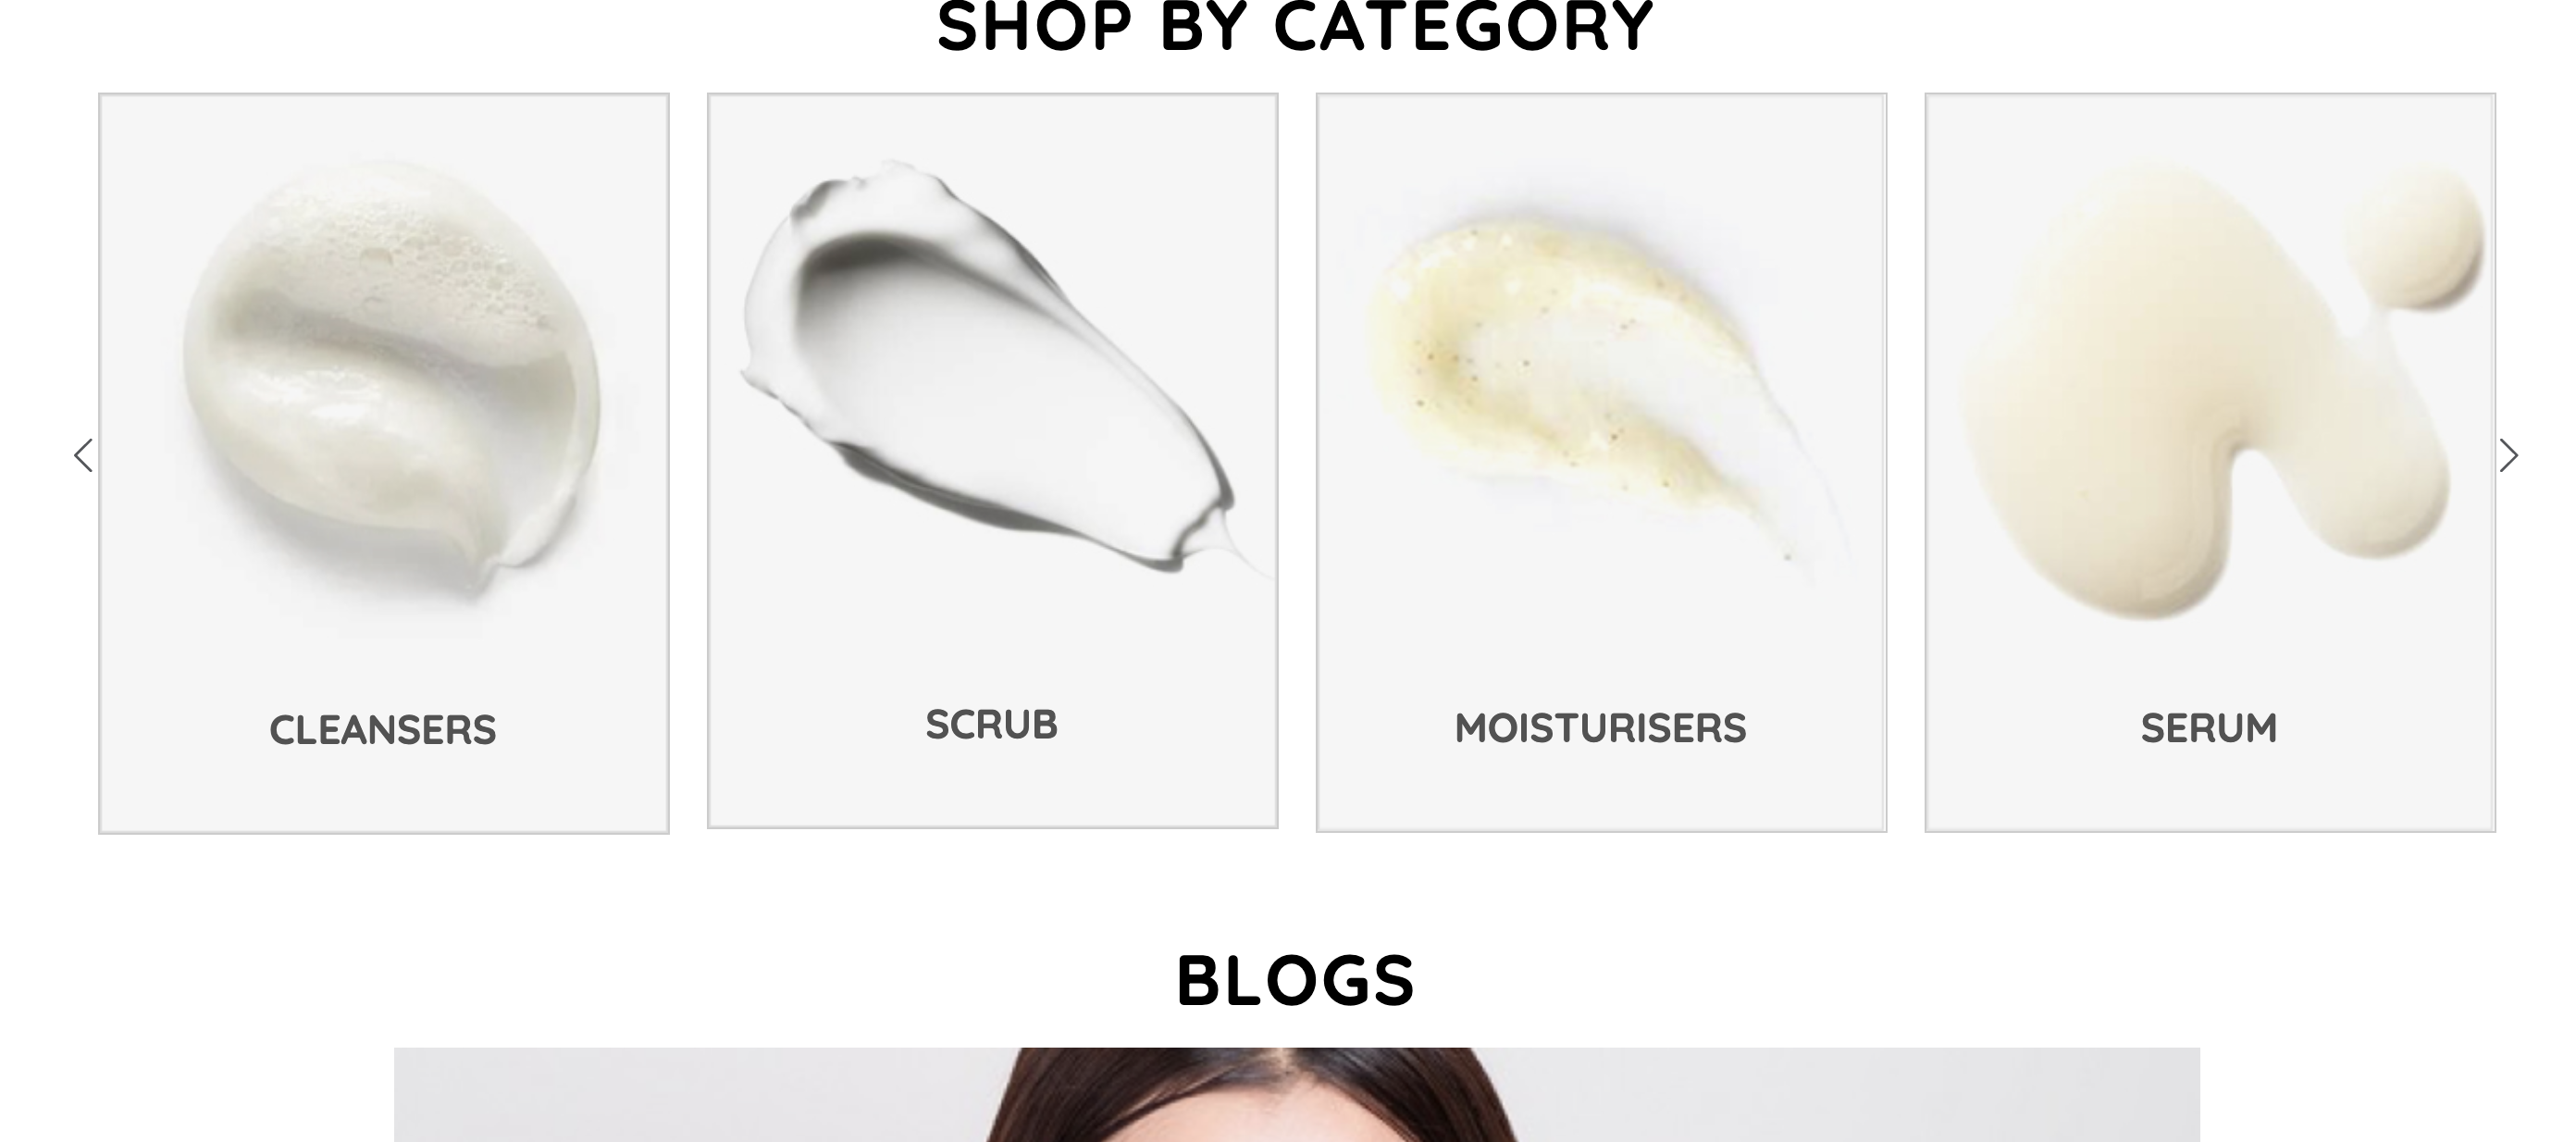 SHOP BY CATEGORY
CLEANSERS
SCRUB
MOISTURISERS
SERUM
BLOGS